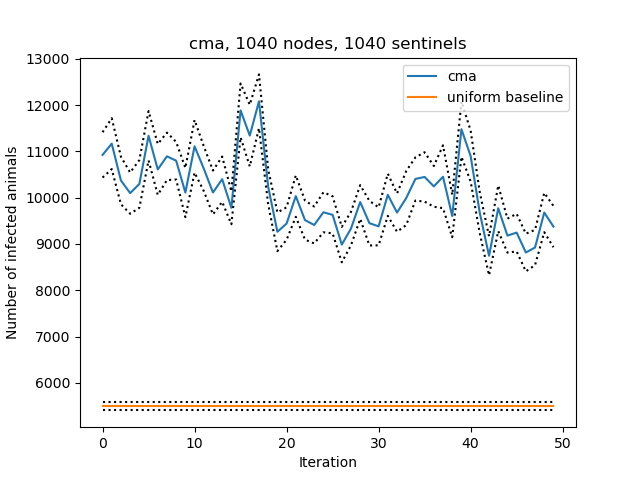 cma, 1040 nodes, 1040 sentinels
13000
12000
11000
10000
9000
8000
7000
6000
Number of infected animals
cma
uniform baseline
0
10
20
30
40
50
Iteration